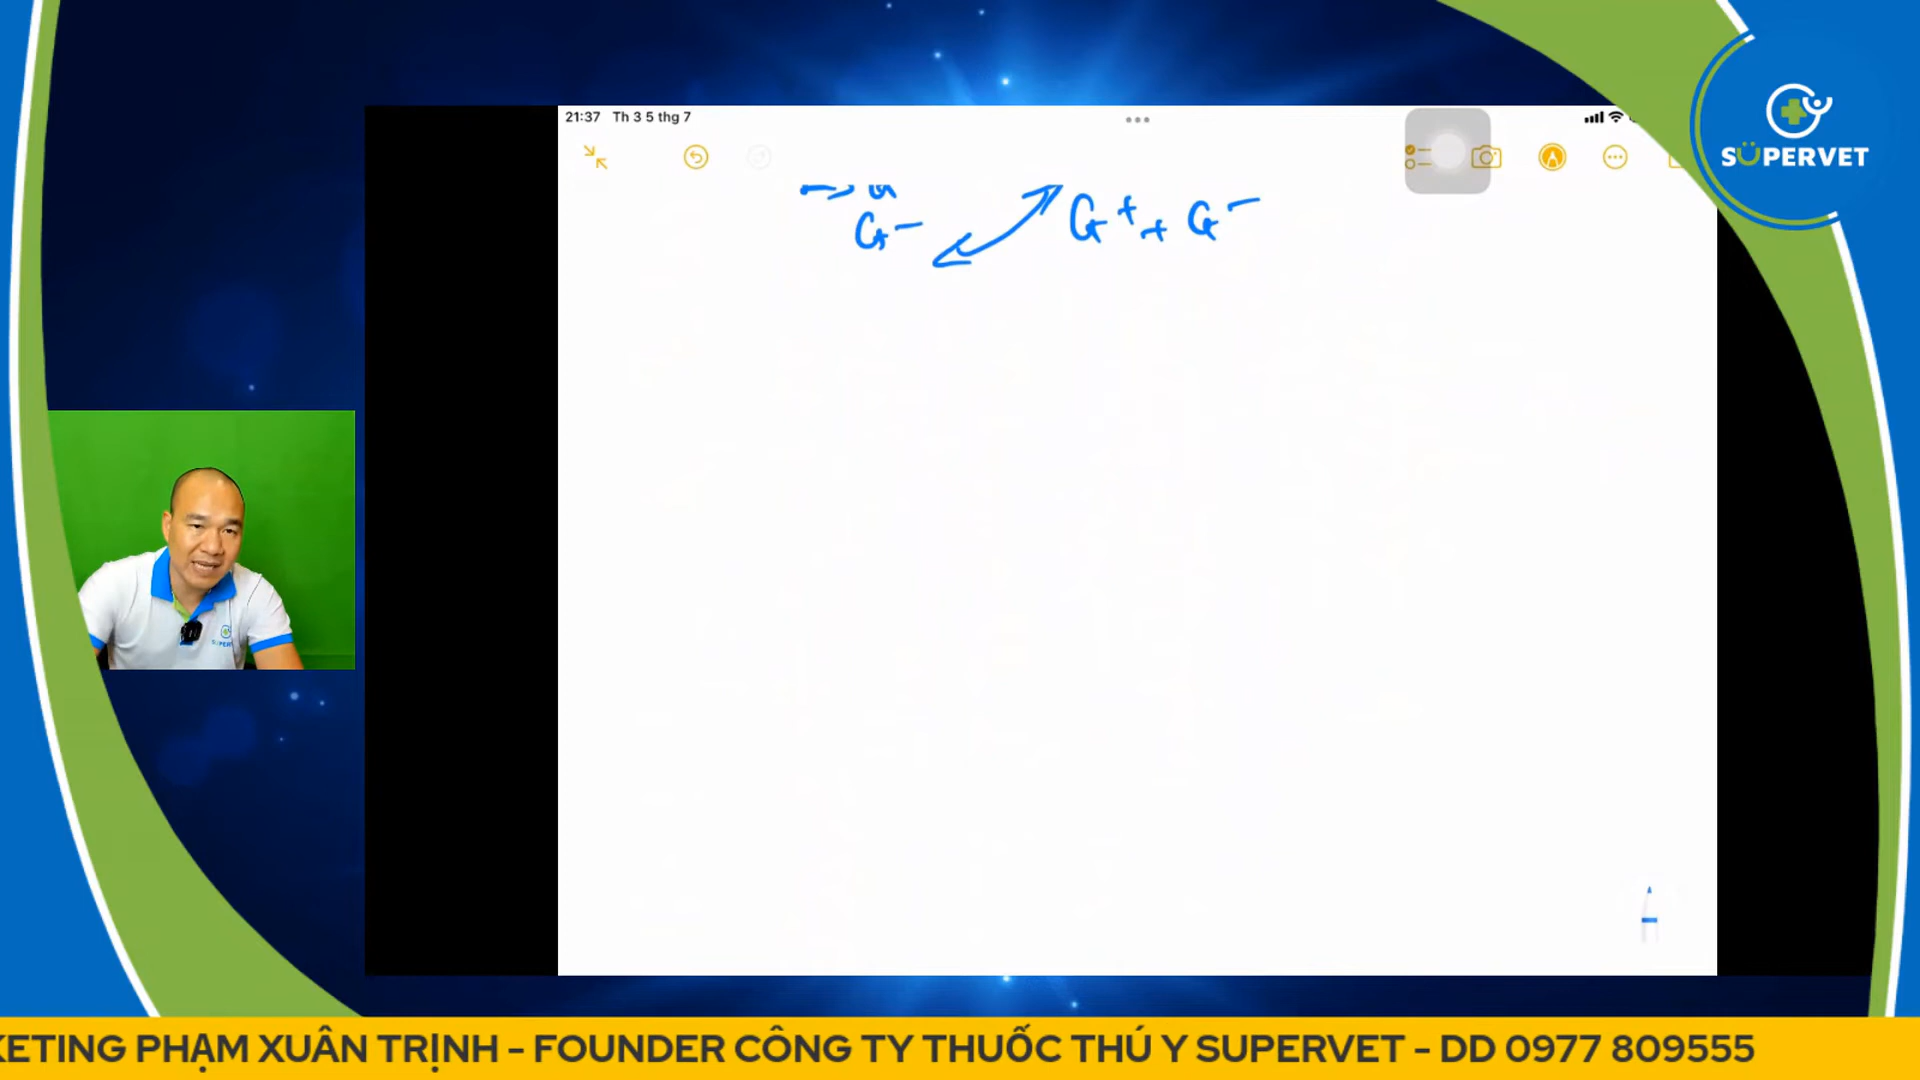 21:37 Th 3 5 thg 7
SÜPERVET
G- G+ + G-
KETING PHẠM XUÂN TRỊNH - FOUNDER CÔNG TY THUỐC THÚ Y SUPERVET - DD 0977 809555